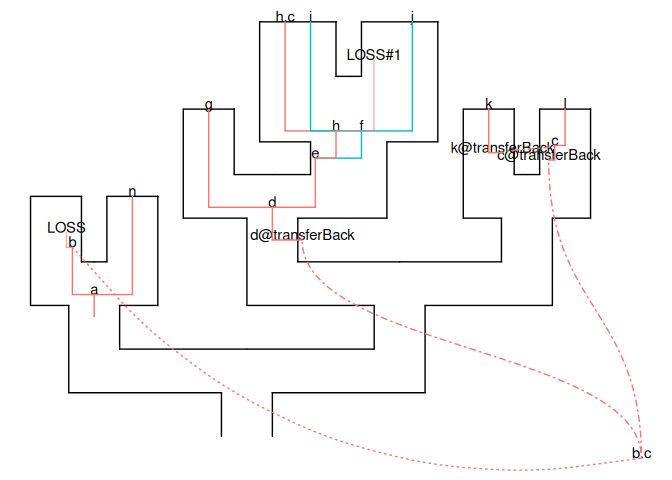 h.c i j
LOSS#1
g k l
h f
k@transferBack c
e c@transferBack
n
d
LOSS d@transferBack
b
a
b.c